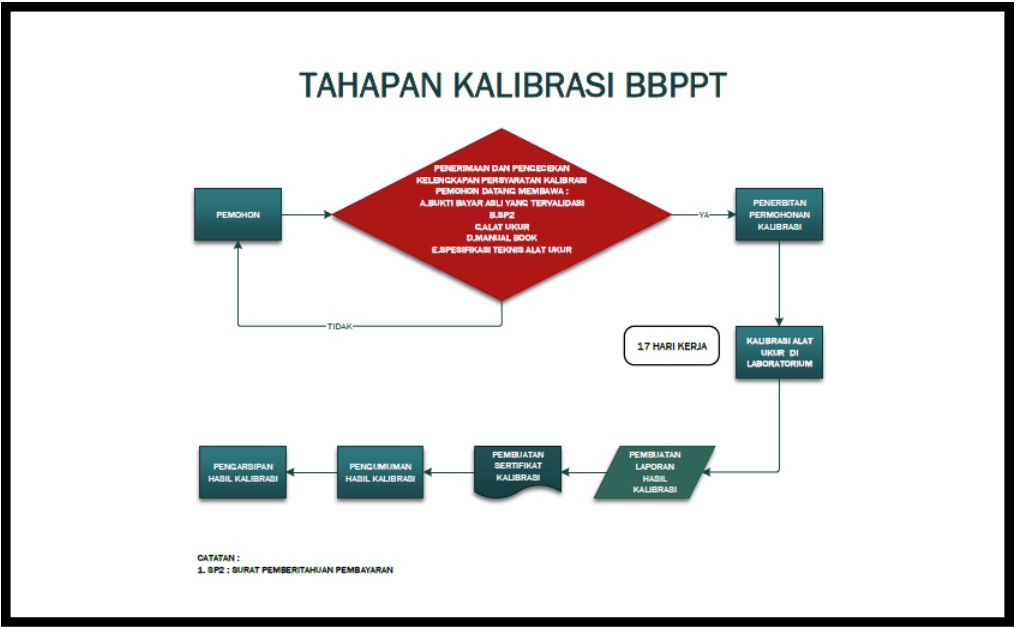 TAHAPAN KALIBRASI BBPPT
PEMOHON
PENERIMAAN DAN PENGECEKAN
KELENGKAPAN PERSYARATAN KALIBRASI
PEMOHON DATANG MEMBAWA :
A.BUKTI BAYAR ASLI YANG TERVALIDASI
B.SP2
C.ALAT UKUR
D.MANUAL BOOK
E.SPESIFIKASI TEKNIS ALAT UKUR
YA
PENERBITAN
PERMOHONAN
KALIBRASI
TIDAK
17 HARI KERJA
KALIBRASI ALAT
UKUR DI
LABORATORIUM
PENGARSIPAN
HASIL KALIBRASI
PENGUMUMAN
HASIL KALIBRASI
PEMBUATAN
SERTIFIKAT
KALIBRASI
PEMBUATAN
LAPORAN
HASIL
KALIBRASI
CATATAN :
1. SP2 : SURAT PEMBERITAHUAN PEMBAYARAN